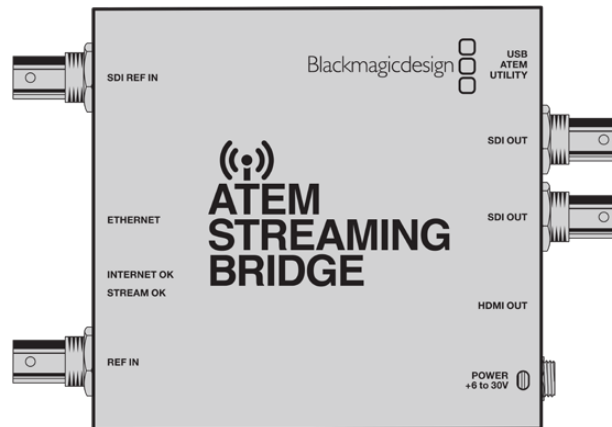 SDI REF IN
Blackmagicdesign
USB
ATEM
UTILITY
SDI OUT
ATEM
STREAMING
BRIDGE
ETHERNET
SDI OUT
INTERNET OK
STREAM OK
HDMI OUT
REF IN
POWER
+6 to 30V